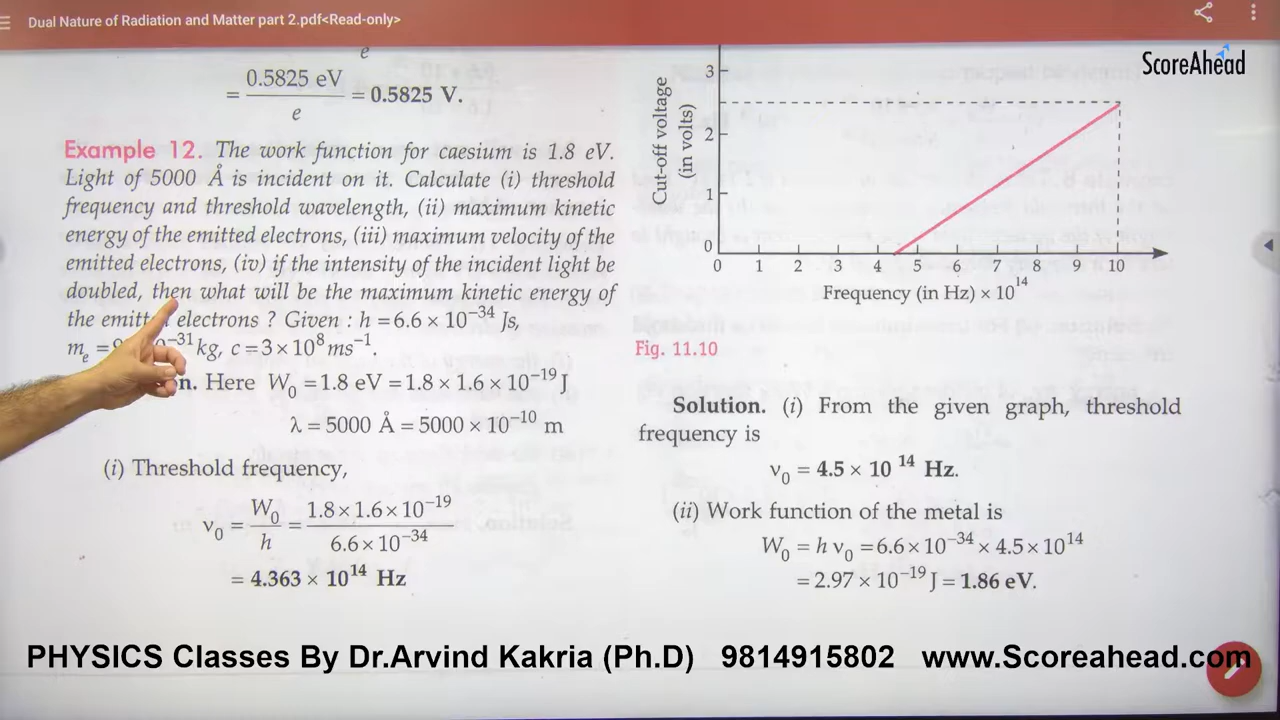 Dual Nature of Radiation and Matter part 2.pdf<Read-only>
ScoreAhead
e
= 0.5825 eV / e = 0.5825 V.
Example 12. The work function for caesium is 1.8 eV.
Light of 5000 Å is incident on it. Calculate (i) threshold
frequency and threshold wavelength, (ii) maximum kinetic
energy of the emitted electrons, (iii) maximum velocity of the
emitted electrons, (iv) if the intensity of the incident light be
doubled, then what will be the maximum kinetic energy of
the emitt electrons ? Given : h = 6.6 × 10⁻³⁴ Js,
mₑ = ⁻³¹ kg, c = 3 × 10⁸ ms⁻¹.
n. Here W₀ = 1.8 eV = 1.8 × 1.6 × 10⁻¹⁹ J
λ = 5000 Å = 5000 × 10⁻¹⁰ m
(i) Threshold frequency,
ν₀ = W₀ / h = 1.8 × 1.6 × 10⁻¹⁹ / 6.6 × 10⁻³⁴
= 4.363 × 10¹⁴ Hz
Cut-off voltage
(in volts)
3
2
1
0
0 1 2 3 4 5 6 7 8 9 10
Frequency (in Hz) × 10¹⁴
Fig. 11.10
Solution. (i) From the given graph, threshold
frequency is
ν₀ = 4.5 × 10¹⁴ Hz.
(ii) Work function of the metal is
W₀ = h ν₀ = 6.6 × 10⁻³⁴ × 4.5 × 10¹⁴
= 2.97 × 10⁻¹⁹ J = 1.86 eV.
PHYSICS Classes By Dr.Arvind Kakria (Ph.D) 9814915802 www.Scoreahead.com